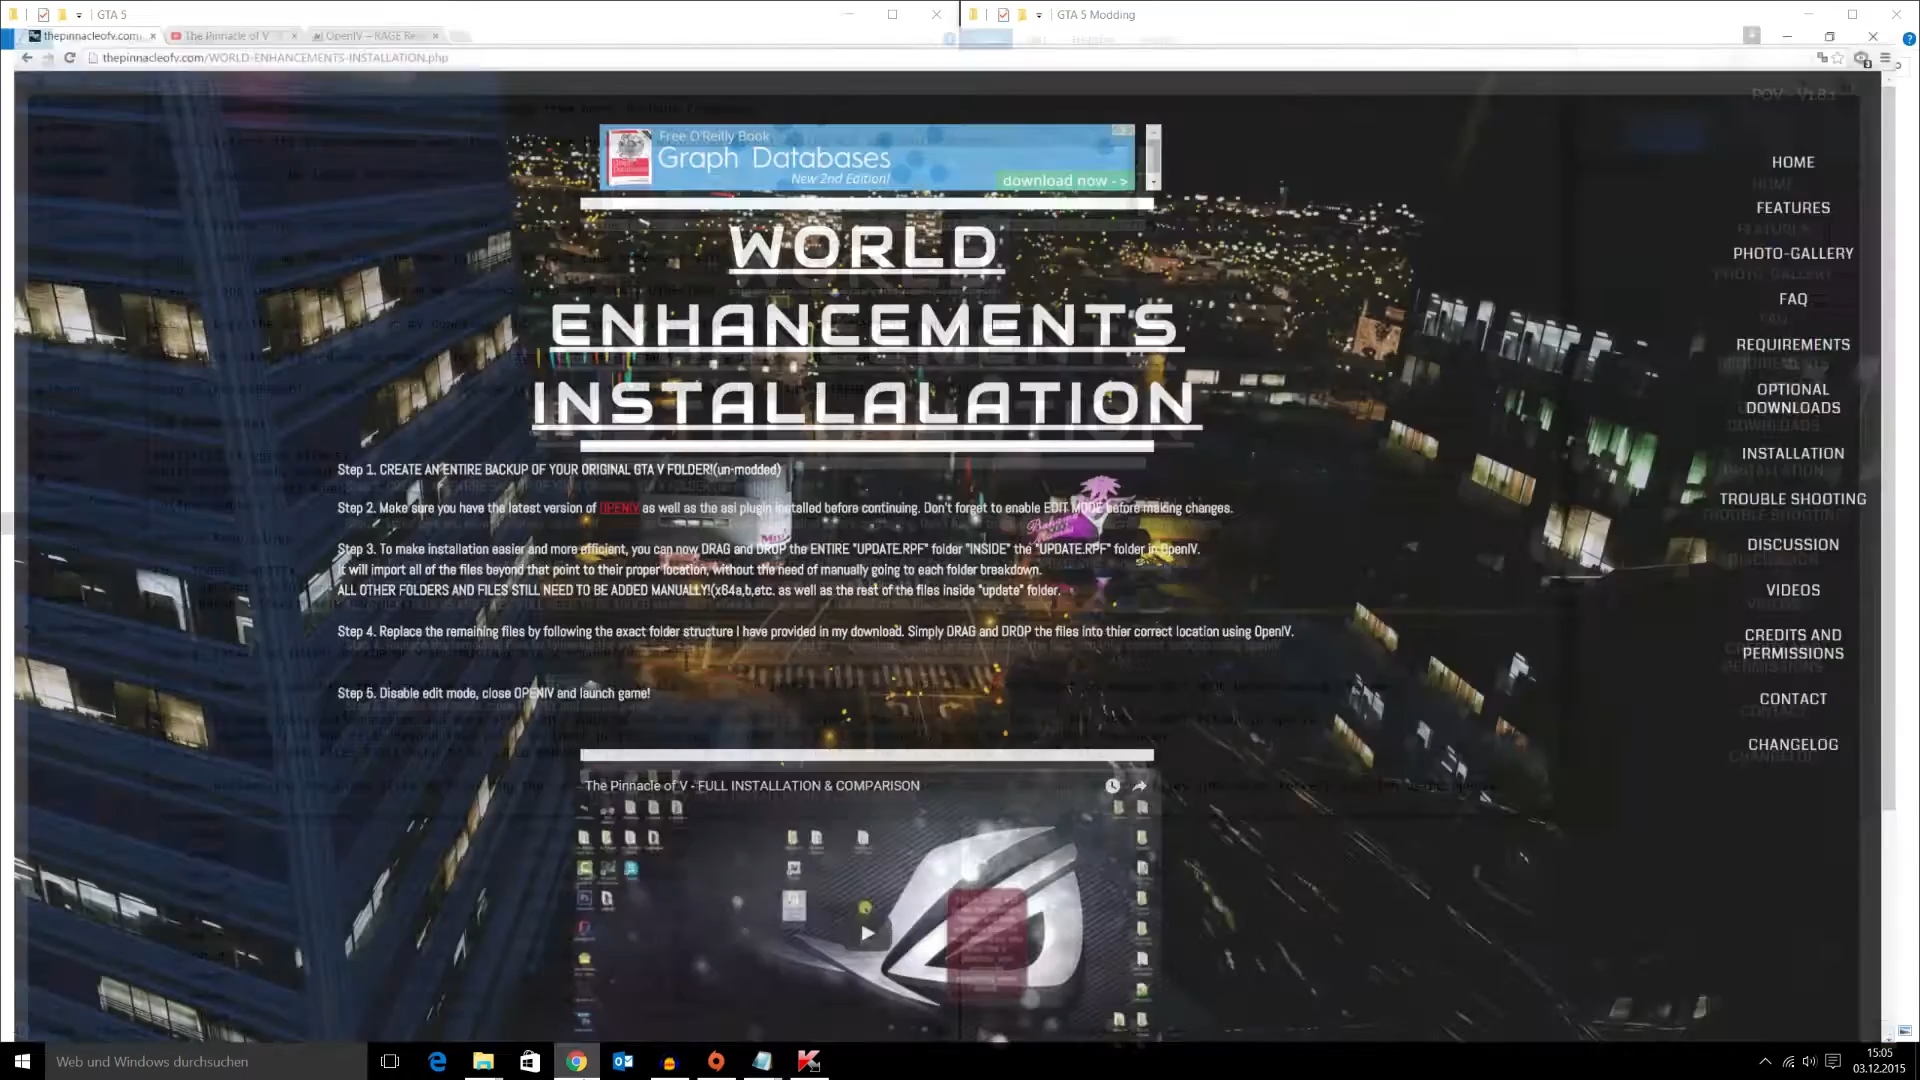 GTA 5
GTA 5 Modding
thepinnacleofv.com
The Pinnacle of V
OpenIV – RAGE Re
thepinnacleofv.com/WORLD-ENHANCEMENTS-INSTALLATION.php
POV - V1.8.1
Free O'Reilly Book
Graph Databases
New 2nd Edition!
download now - >
WORLD
ENHANCEMENTS
INSTALLALATION
Step 1. CREATE AN ENTIRE BACKUP OF YOUR ORIGINAL GTA V FOLDER!(un-modded)
Step 2. Make sure you have the latest version of OPENIV as well as the asi plugin installed before continuing. Don't forget to enable EDIT MODE before making changes.
Step 3. To make installation easier and more efficient, you can now DRAG and DROP the ENTIRE "UPDATE.RPF" folder "INSIDE" the "UPDATE.RPF" folder in OpenIV.
It will import all of the files beyond that point to their proper location, without the need of manually going to each folder breakdown.
ALL OTHER FOLDERS AND FILES STILL NEED TO BE ADDED MANUALLY!(x64a,b,etc. as well as the rest of the files inside "update" folder.
Step 4. Replace the remaining files by following the exact folder structure I have provided in my download. Simply DRAG and DROP the files into thier correct location using OpenIV.
Step 5. Disable edit mode, close OPENIV and launch game!
The Pinnacle of V - FULL INSTALLATION & COMPARISON
HOME
FEATURES
PHOTO-GALLERY
FAQ
REQUIREMENTS
OPTIONAL
DOWNLOADS
INSTALLATION
TROUBLE SHOOTING
DISCUSSION
VIDEOS
CREDITS AND
PERMISSIONS
CONTACT
CHANGELOG
Web und Windows durchsuchen
15:05
03.12.2015